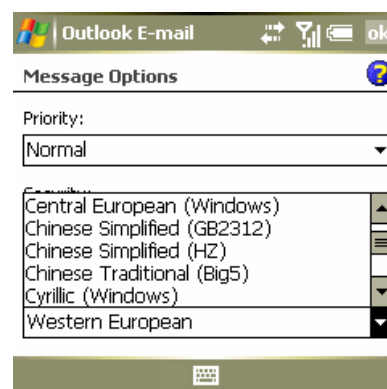 Outlook E-mail
ok
Message Options
?
Priority:
Normal
Security:
Central European (Windows)
Chinese Simplified (GB2312)
Chinese Simplified (HZ)
Chinese Traditional (Big5)
Cyrillic (Windows)
Western European